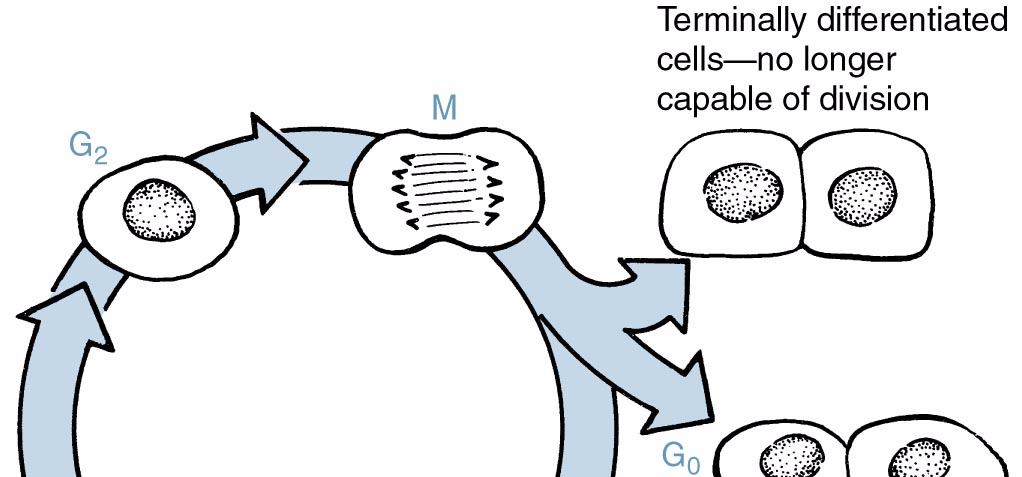 Terminally differentiated
cells—no longer
capable of division
M
G₂
G₀